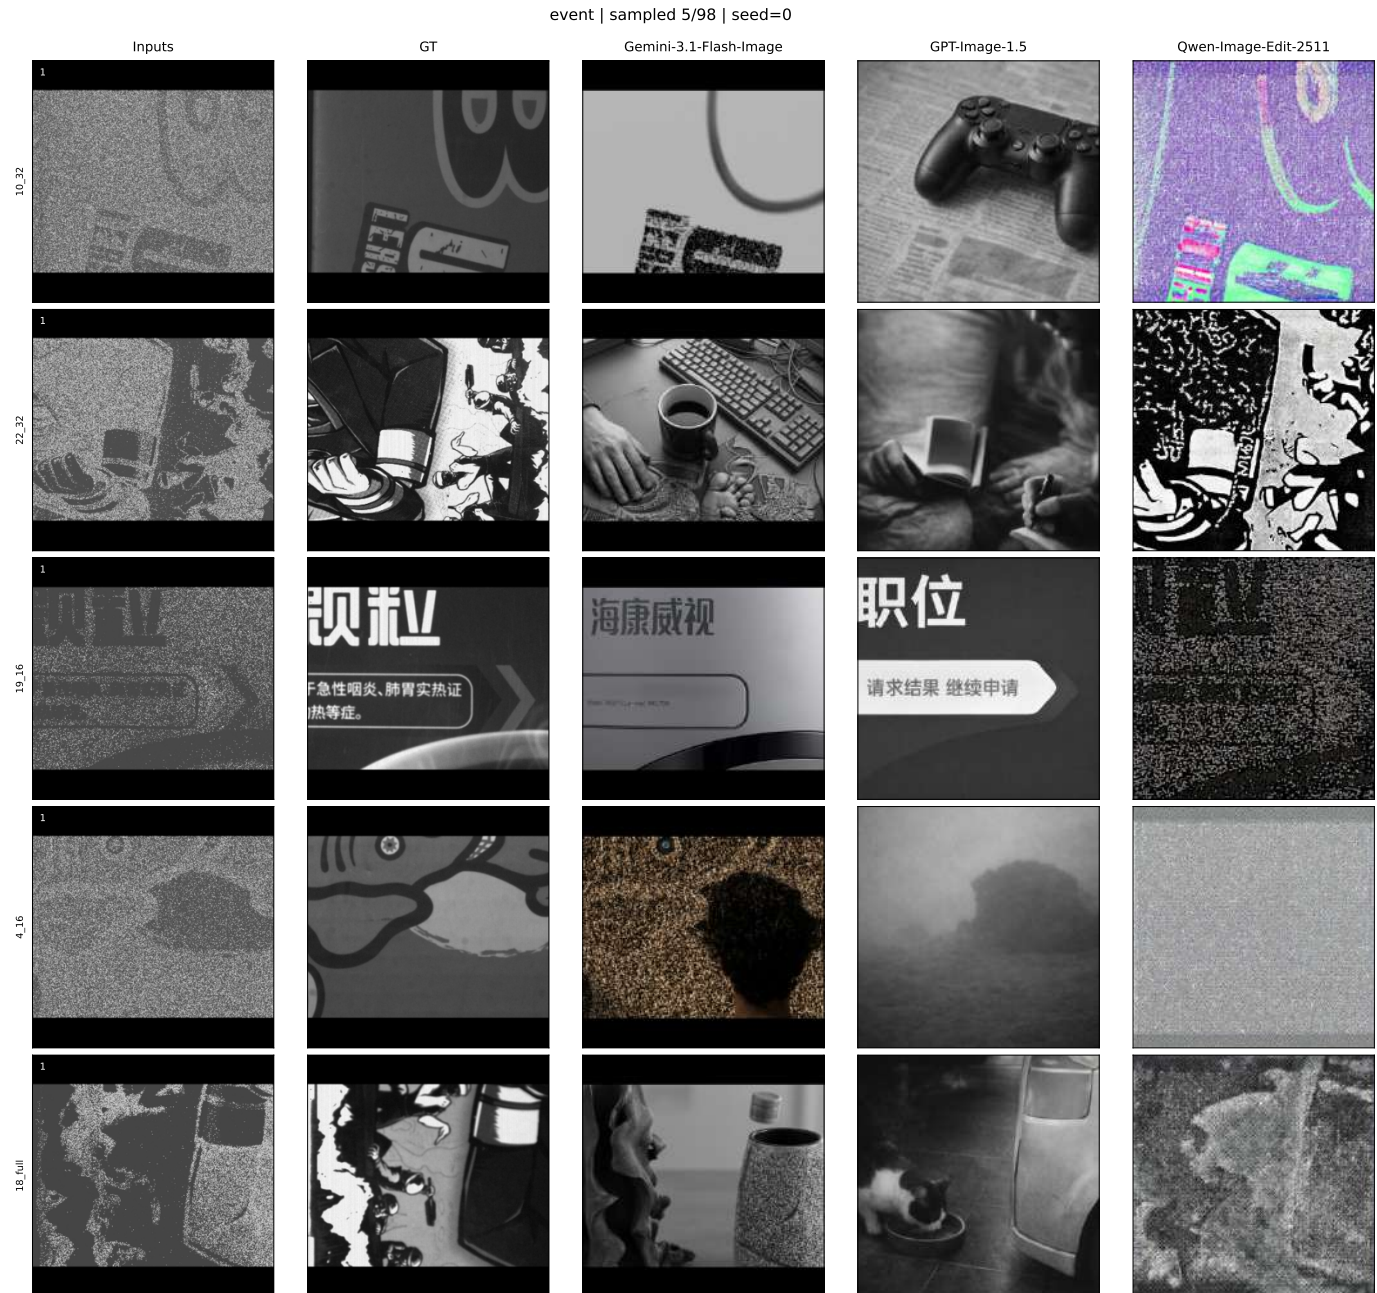 event | sampled 5/98 | seed=0
Inputs GT Gemini-3.1-Flash-Image GPT-Image-1.5 Qwen-Image-Edit-2511
10_32
1
22_32
1
19_16
1
颗粒
于急性咽炎、肺胃实热证
热等症。
海康威视
职位
请求结果 继续申请
4_16
1
18_full
1